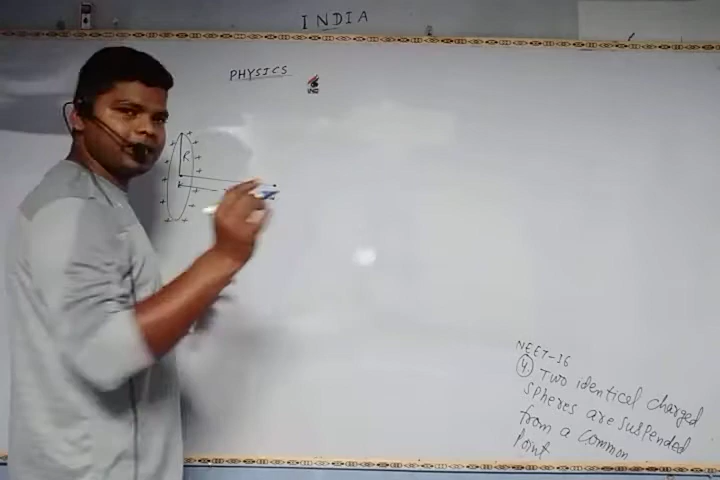 INDIA
PHYSICS
R
NEET-16
4. Two identical charged
spheres are suspended
from a common
Point